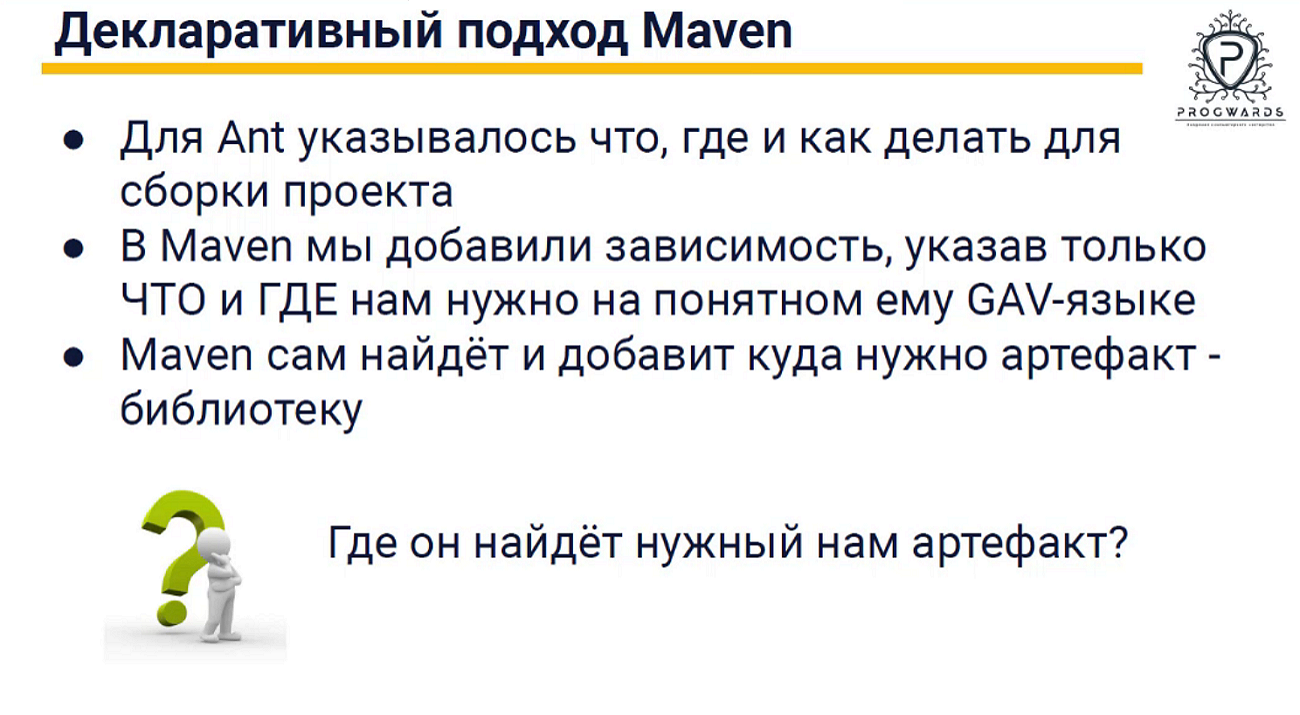 Декларативный подход Maven
PROGWARDS
● Для Ant указывалось что, где и как делать для
сборки проекта
● В Maven мы добавили зависимость, указав только
ЧТО и ГДЕ нам нужно на понятном ему GAV-языке
● Maven сам найдёт и добавит куда нужно артефакт -
библиотеку
Где он найдёт нужный нам артефакт?